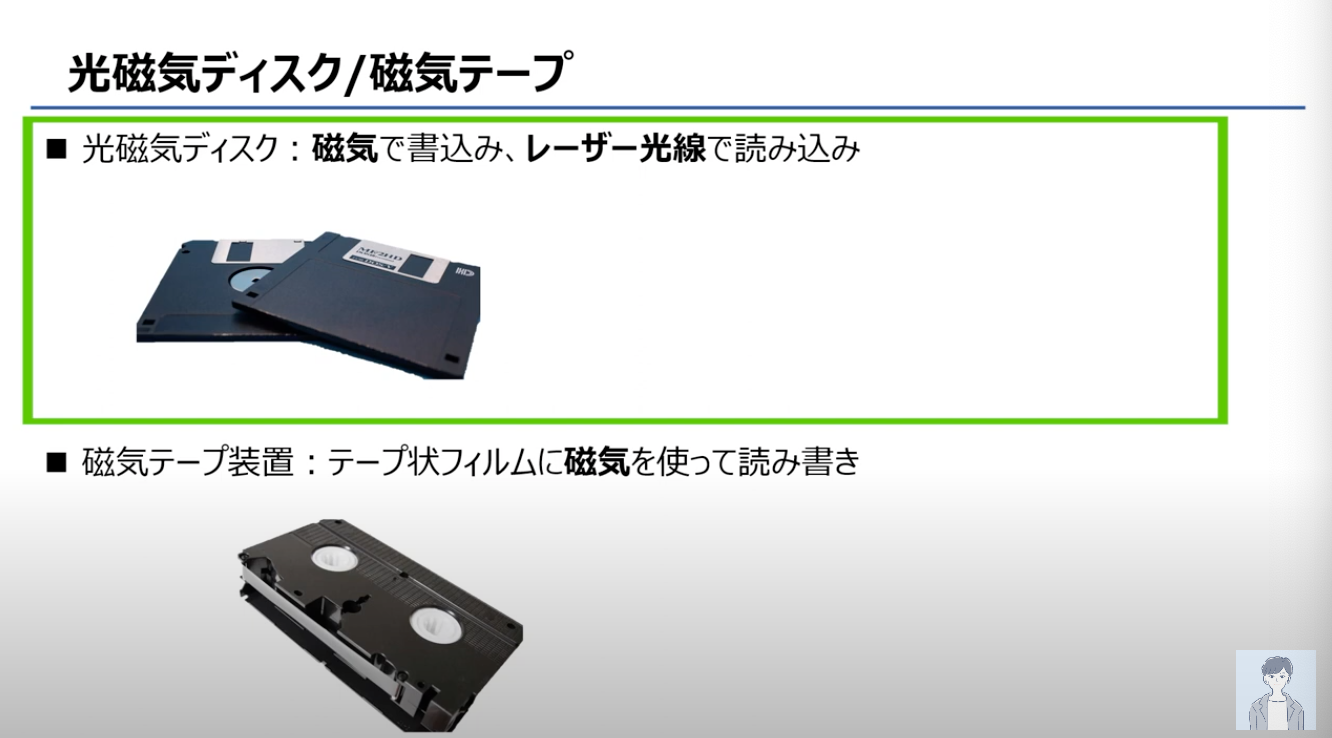 光磁気ディスク/磁気テープ
■ 光磁気ディスク：磁気で書込み、レーザー光線で読み込み
MF2HD
HD
■ 磁気テープ装置：テープ状フィルムに磁気を使って読み書き